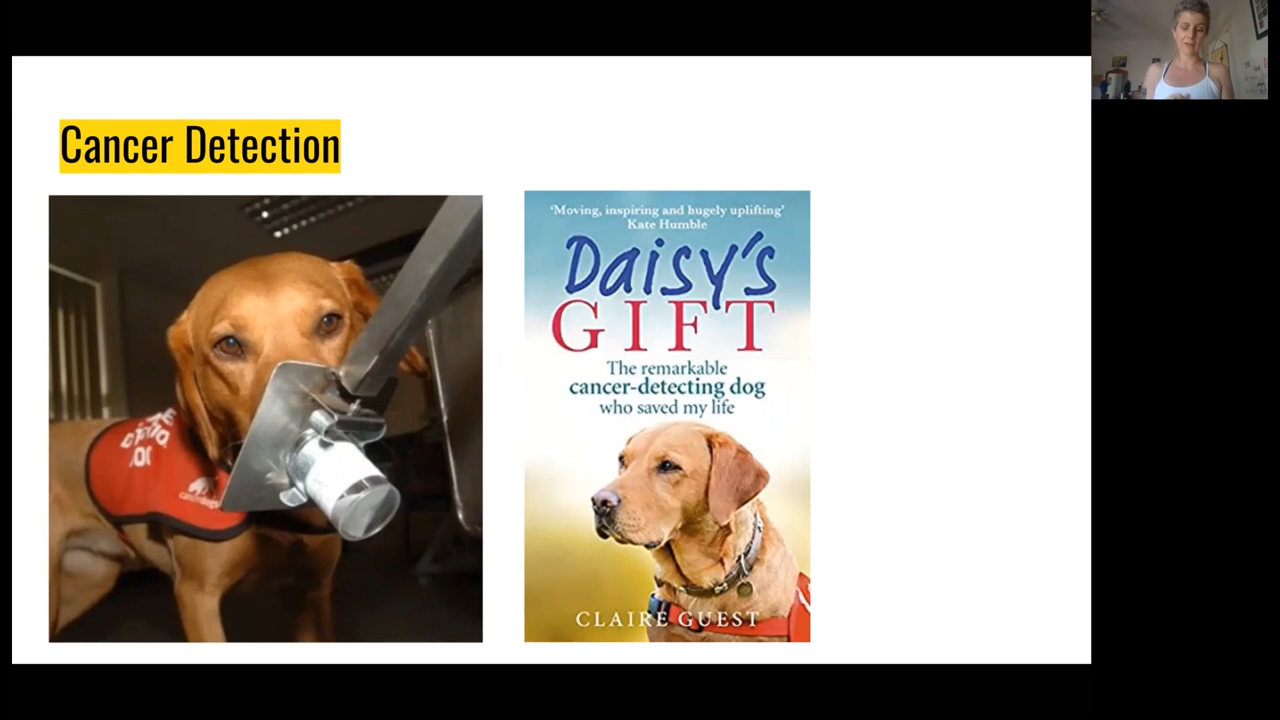 Cancer Detection
‘Moving, inspiring and hugely uplifting’
Kate Humble
Daisy’s
GIFT
The remarkable
cancer-detecting dog
who saved my life
CLAIRE GUEST